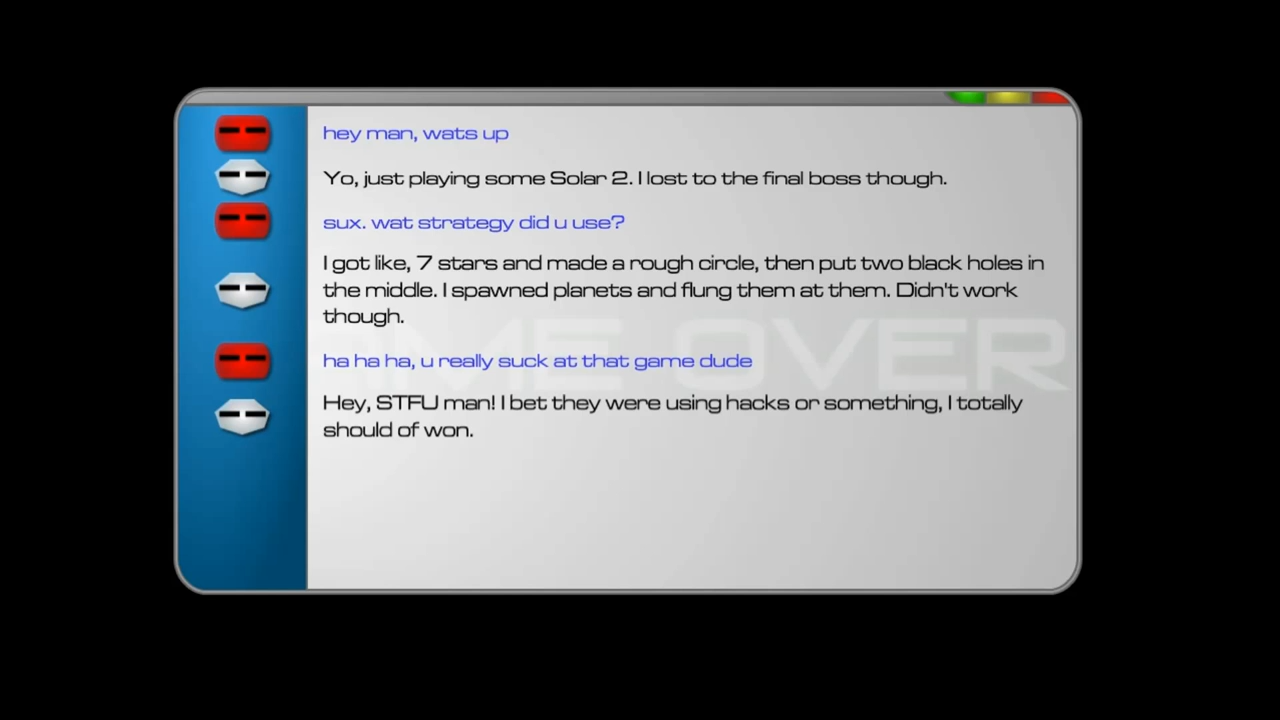 hey man, wats up
Yo, just playing some Solar 2. I lost to the final boss though.
sux. wat strategy did u use?
I got like, 7 stars and made a rough circle, then put two black holes in
the middle. I spawned planets and flung them at them. Didn't work
though.
OVER
ha ha ha, u really suck at that game dude
Hey, STFU man! I bet they were using hacks or something, I totally
should of won.